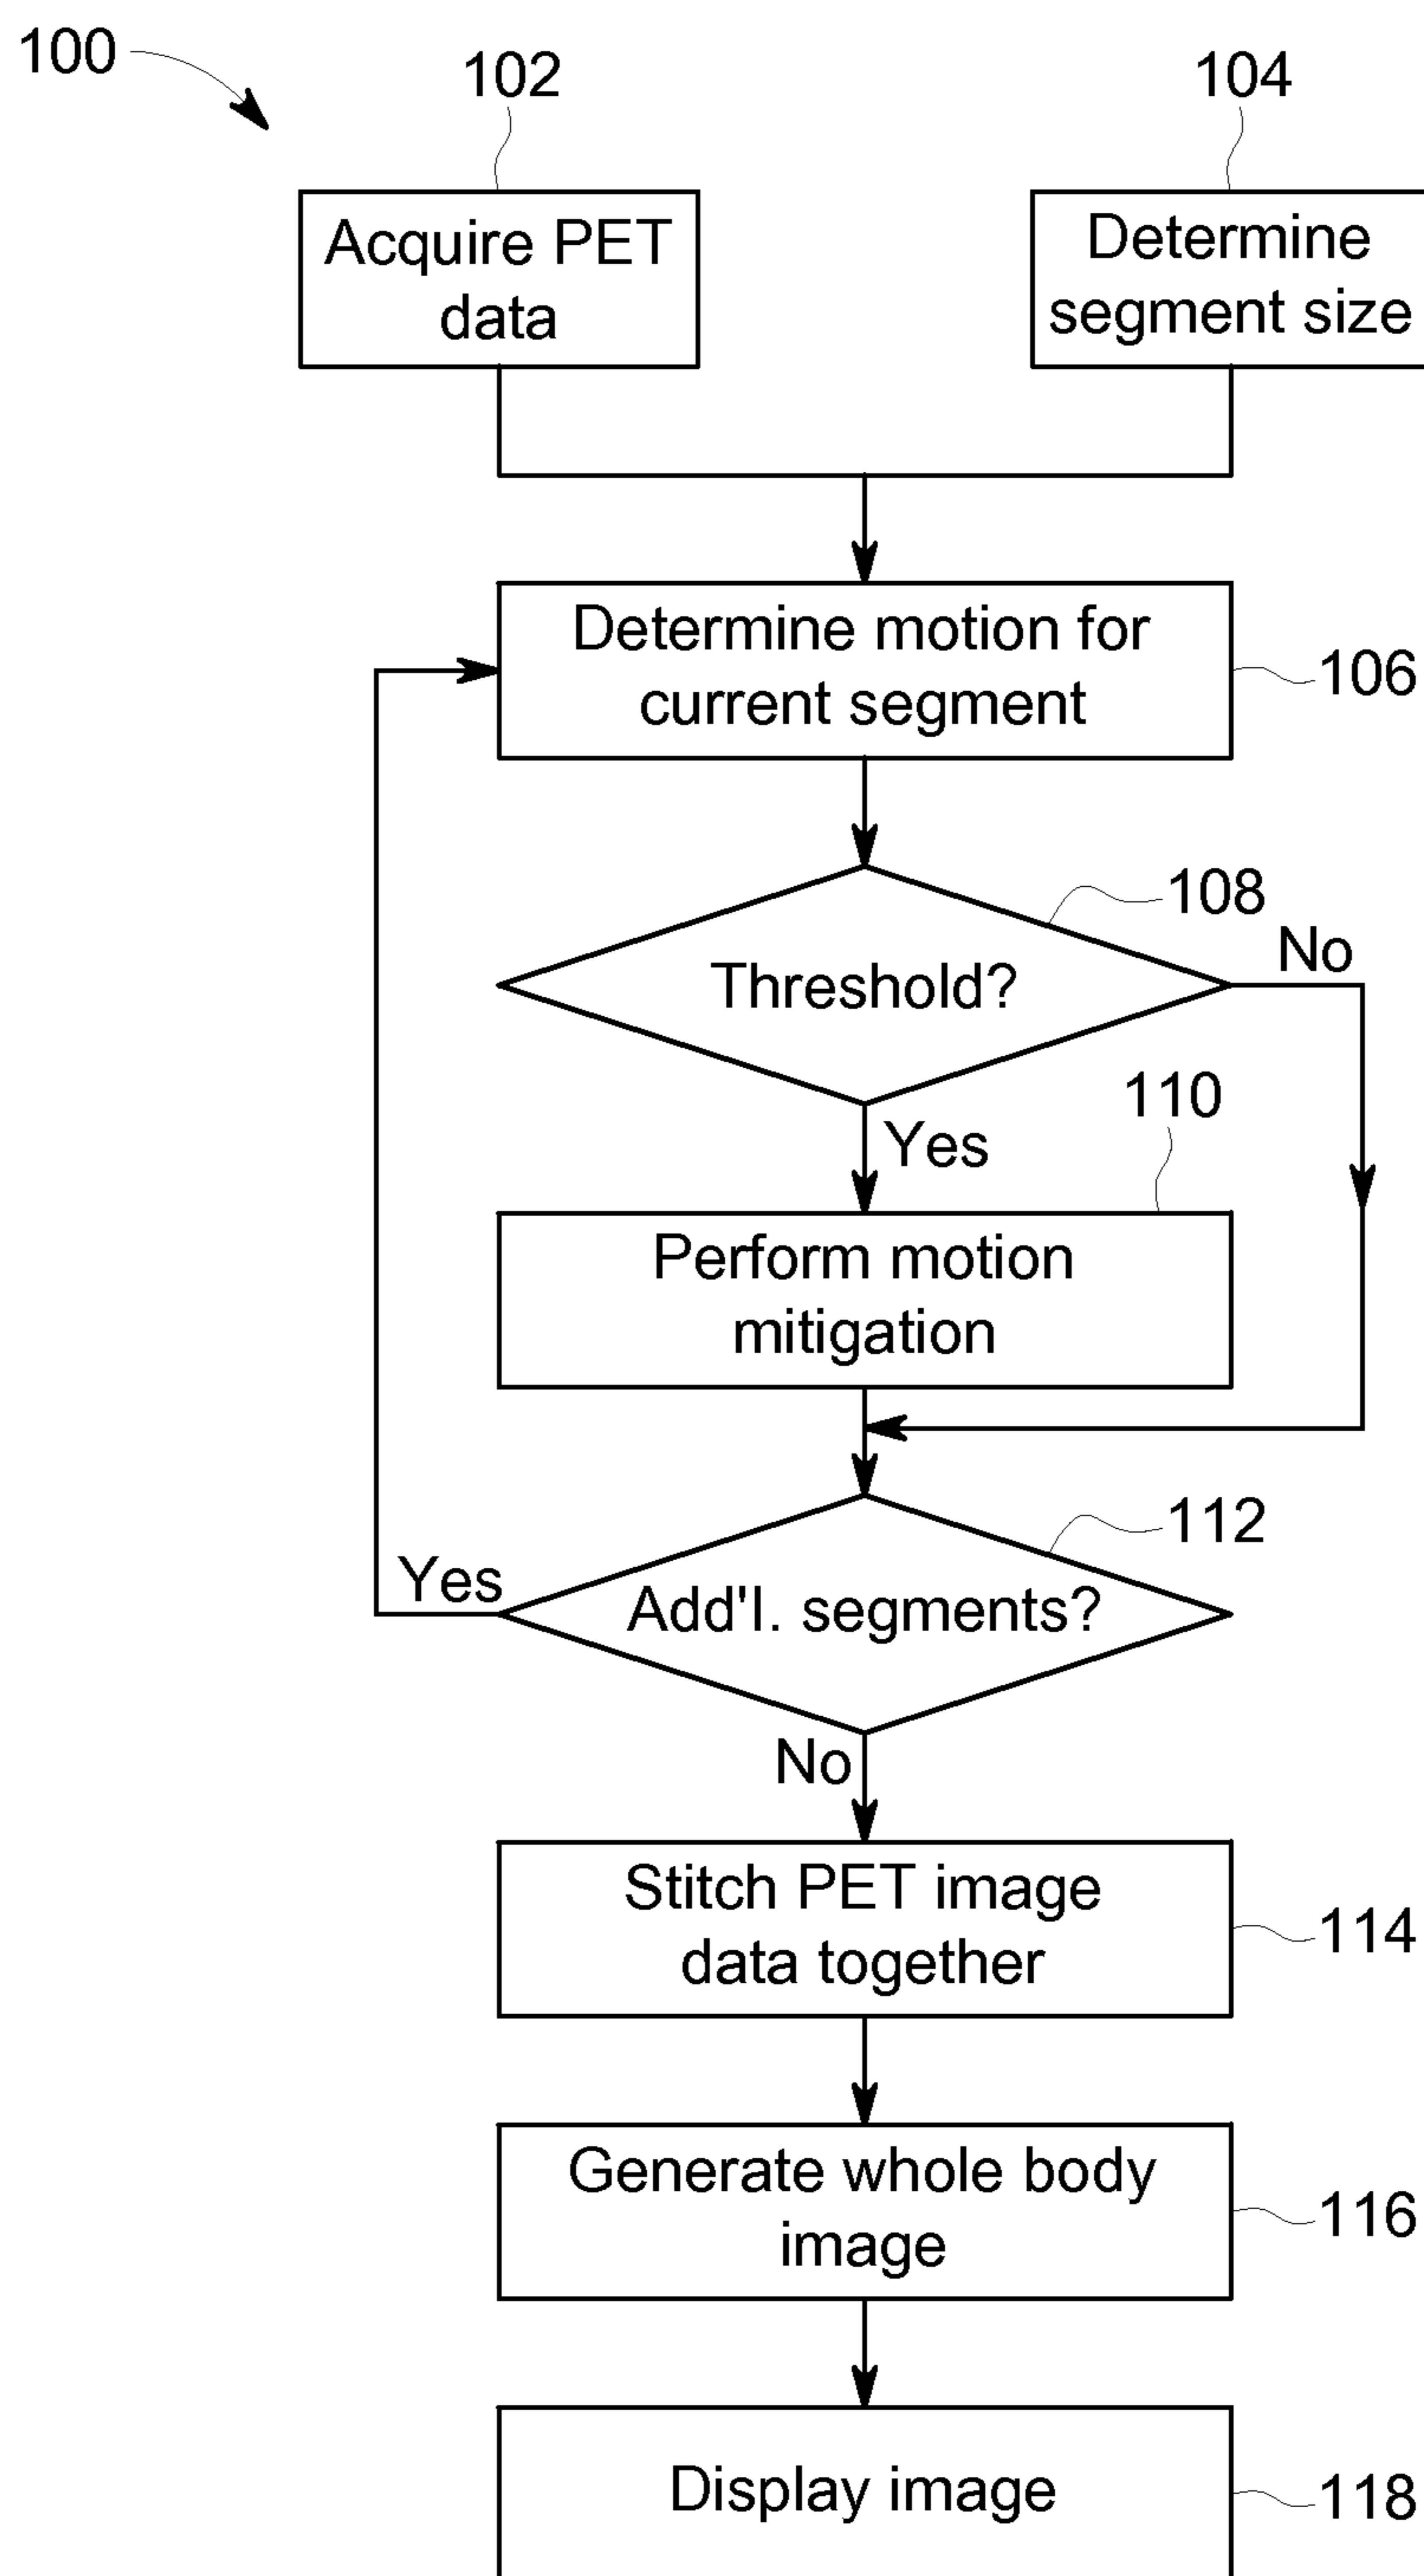 100
102
104
Acquire PET
data
Determine
segment size
Determine motion for
current segment
106
108
Threshold?
No
Yes
110
Perform motion
mitigation
112
Add'l. segments?
Yes
No
Stitch PET image
data together
114
Generate whole body
image
116
Display image
118